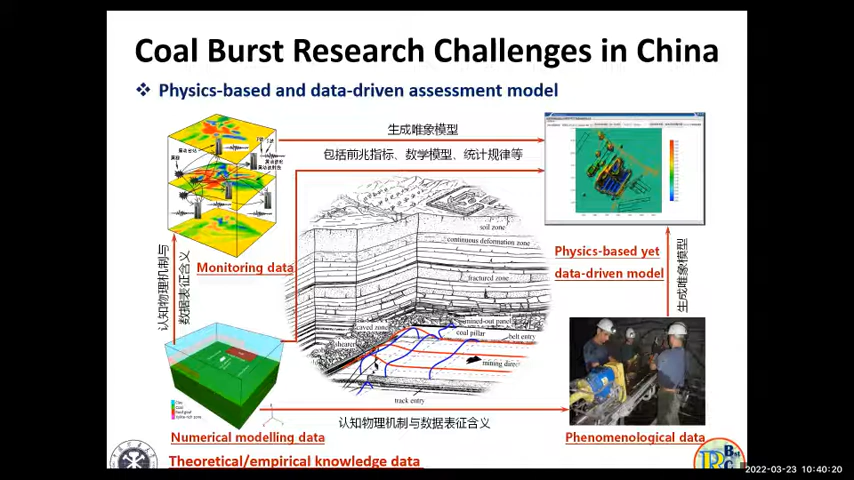 Coal Burst Research Challenges in China
Physics-based and data-driven assessment model
生成唯象模型
包括前兆指标、数学模型、统计规律等
soil zone
continuous deformation zone
fractured zone
Physics-based yet
data-driven model
Monitoring data
认知物理机制与
数据表征含义
生成唯象模型
mined-out panel
caved zone
coal pillar
belt entry
shearer
mining direct
track entry
认知物理机制与数据表征含义
Numerical modelling data
Phenomenological data
Theoretical/empirical knowledge data
2022-03-23 10:40:20